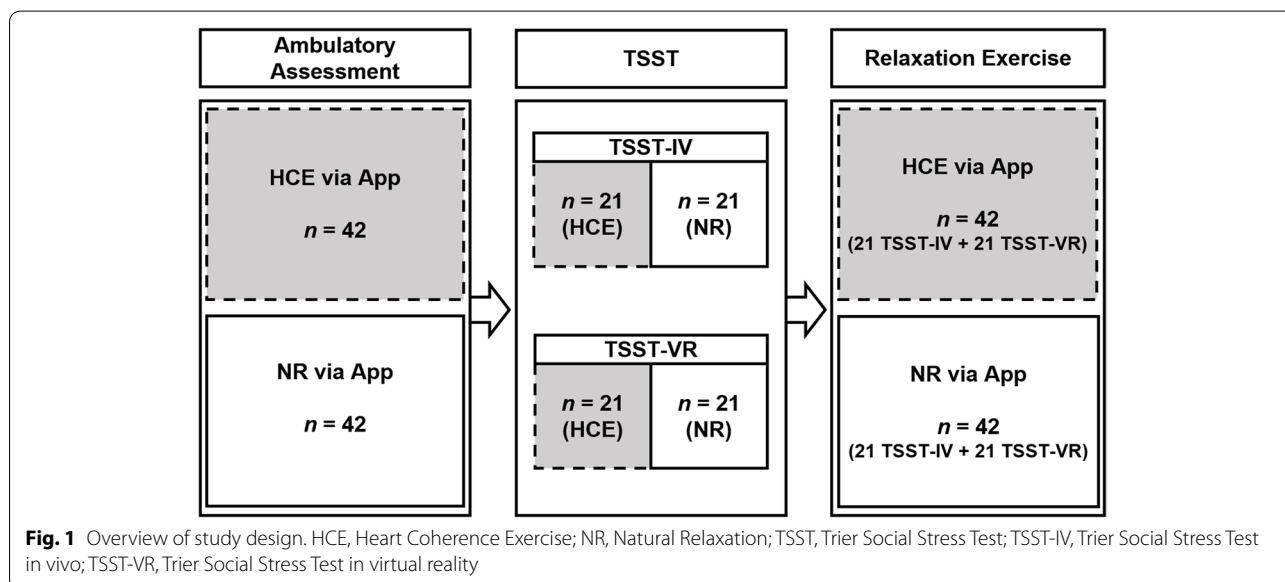 Ambulatory
Assessment
TSST
Relaxation Exercise
HCE via App
n = 42
NR via App
n = 42
TSST-IV
n = 21
(HCE)
n = 21
(NR)
TSST-VR
n = 21
(HCE)
n = 21
(NR)
HCE via App
n = 42
(21 TSST-IV + 21 TSST-VR)
NR via App
n = 42
(21 TSST-IV + 21 TSST-VR)
Fig. 1 Overview of study design. HCE, Heart Coherence Exercise; NR, Natural Relaxation; TSST, Trier Social Stress Test; TSST-IV, Trier Social Stress Test
in vivo; TSST-VR, Trier Social Stress Test in virtual reality